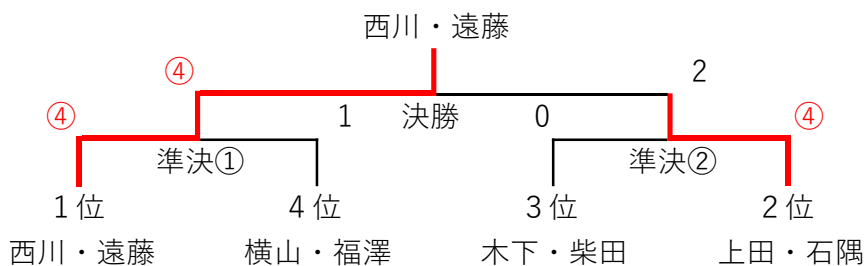 西川・遠藤
④ 2
④ 1 決勝 0 ④
準決① 準決②
1位 4位 3位 2位
西川・遠藤 横山・福澤 木下・柴田 上田・石隅